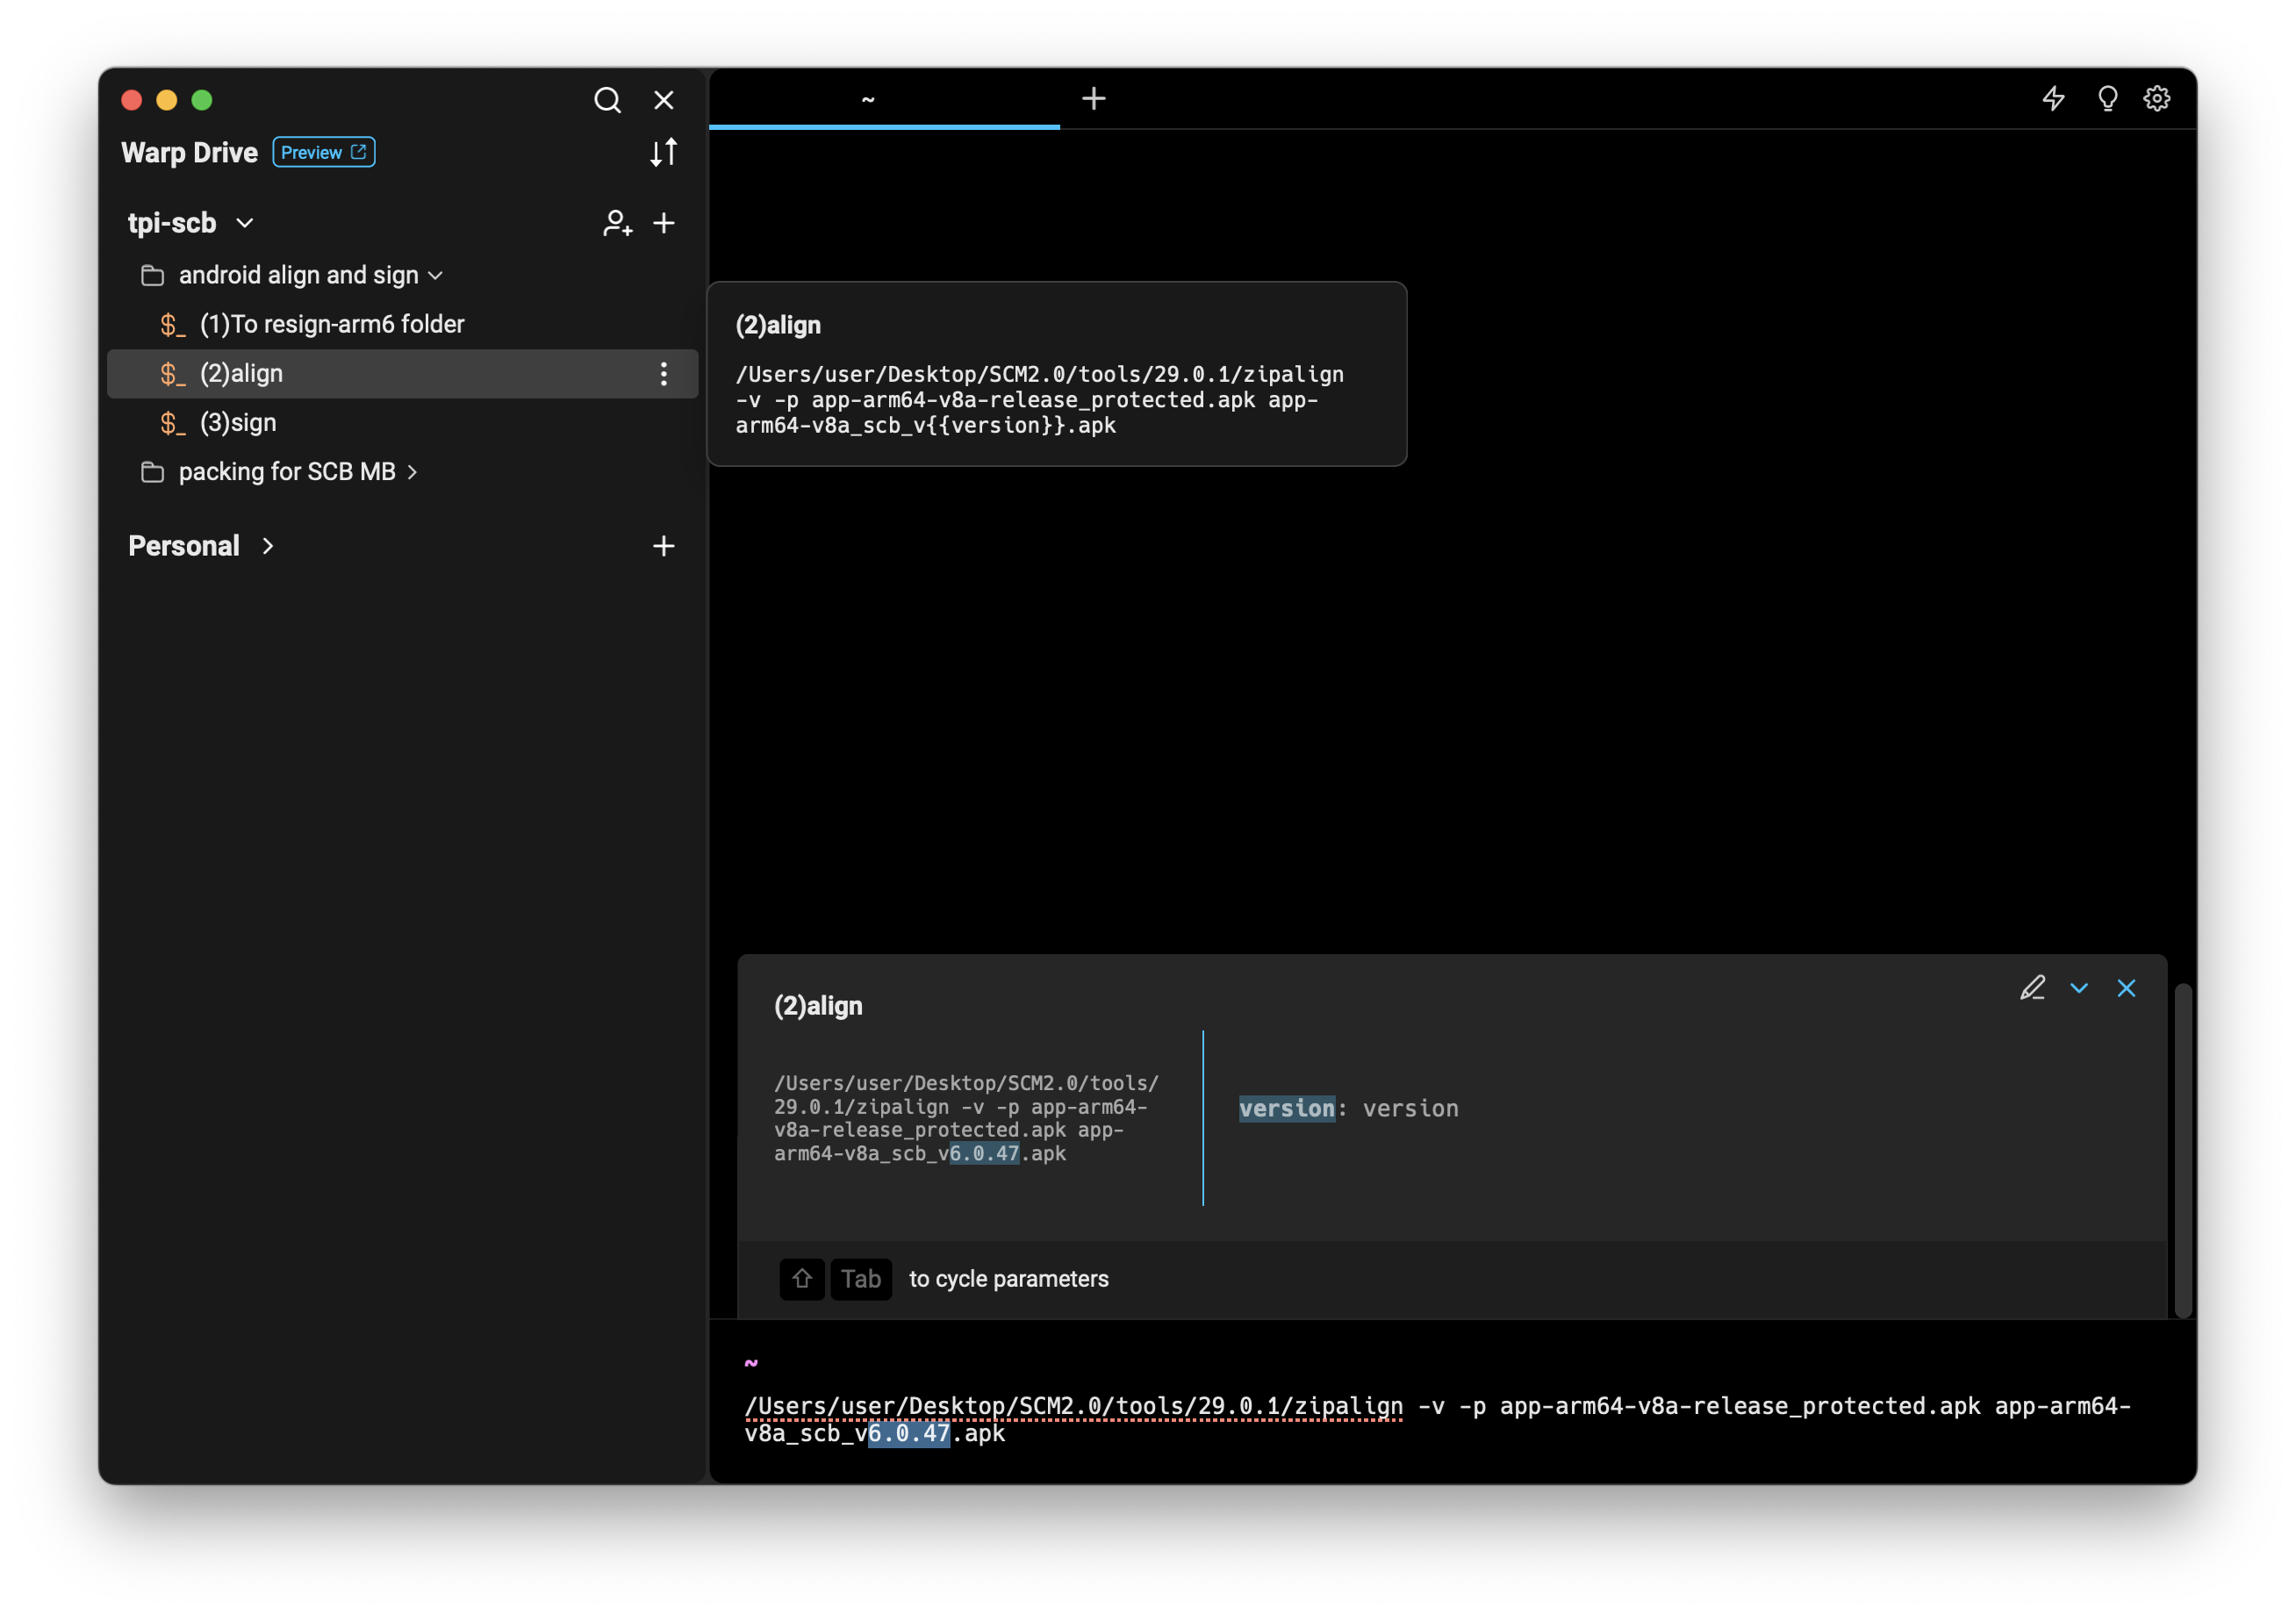 ~
Warp Drive Preview
tpi-scb
android align and sign
$_ (1)To resign-arm6 folder
$_ (2)align
$_ (3)sign
packing for SCB MB
Personal
(2)align
/Users/user/Desktop/SCM2.0/tools/29.0.1/zipalign
-v -p app-arm64-v8a-release_protected.apk app-
arm64-v8a_scb_v{{version}}.apk
(2)align
/Users/user/Desktop/SCM2.0/tools/
29.0.1/zipalign -v -p app-arm64-
v8a-release_protected.apk app-
arm64-v8a_scb_v6.0.47.apk
version: version
Tab to cycle parameters
~
/Users/user/Desktop/SCM2.0/tools/29.0.1/zipalign -v -p app-arm64-v8a-release_protected.apk app-arm64-
v8a_scb_v6.0.47.apk